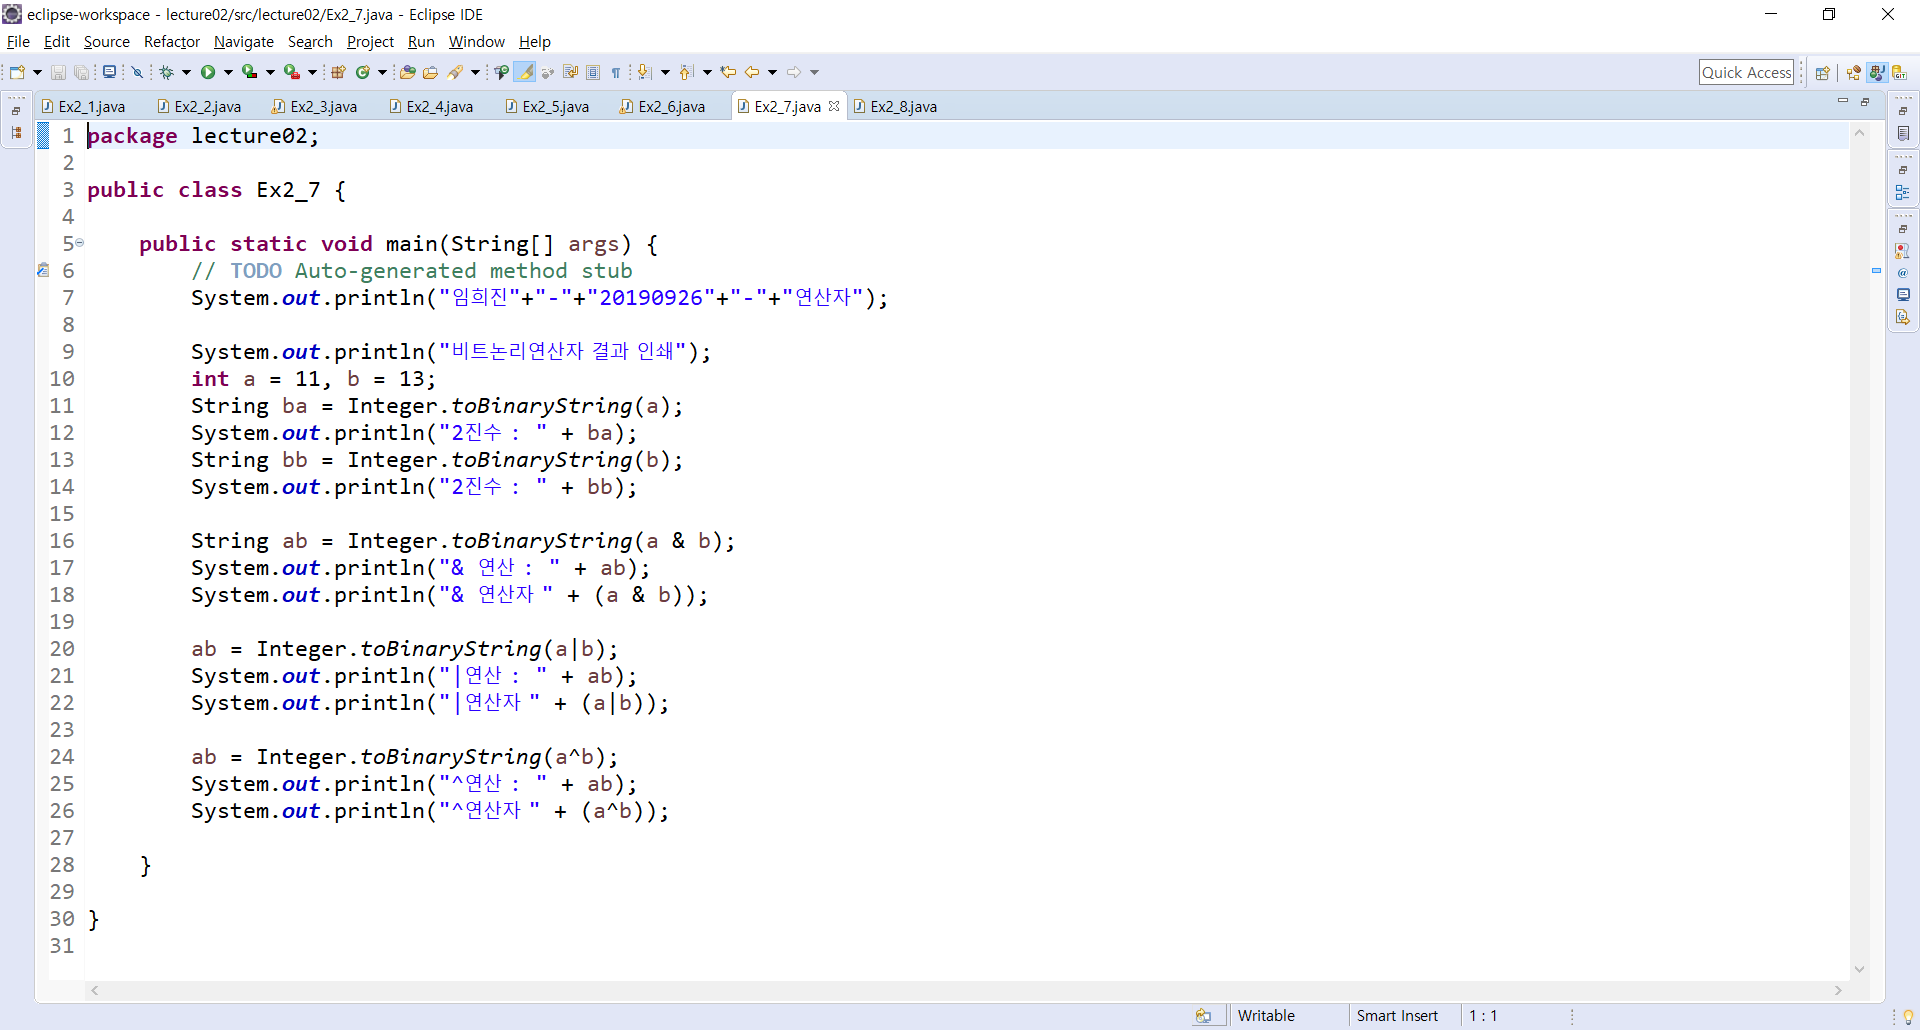 eclipse-workspace - lecture02/src/lecture02/Ex2_7.java - Eclipse IDE
File Edit Source Refactor Navigate Search Project Run Window Help
Quick Access
Ex2_1.java Ex2_2.java Ex2_3.java Ex2_4.java Ex2_5.java Ex2_6.java Ex2_7.java Ex2_8.java
1 package lecture02;
2
3 public class Ex2_7 {
4
5 public static void main(String[] args) {
6 // TODO Auto-generated method stub
7 System.out.println("임희진"+"-"+"20190926"+"-"+"연산자");
8
9 System.out.println("비트논리연산자 결과 인쇄");
10 int a = 11, b = 13;
11 String ba = Integer.toBinaryString(a);
12 System.out.println("2진수 : " + ba);
13 String bb = Integer.toBinaryString(b);
14 System.out.println("2진수 : " + bb);
15
16 String ab = Integer.toBinaryString(a & b);
17 System.out.println("& 연산 : " + ab);
18 System.out.println("& 연산자 " + (a & b));
19
20 ab = Integer.toBinaryString(a|b);
21 System.out.println("|연산 : " + ab);
22 System.out.println("|연산자 " + (a|b));
23
24 ab = Integer.toBinaryString(a^b);
25 System.out.println("^연산 : " + ab);
26 System.out.println("^연산자 " + (a^b));
27
28 }
29
30 }
31
Writable Smart Insert 1 : 1